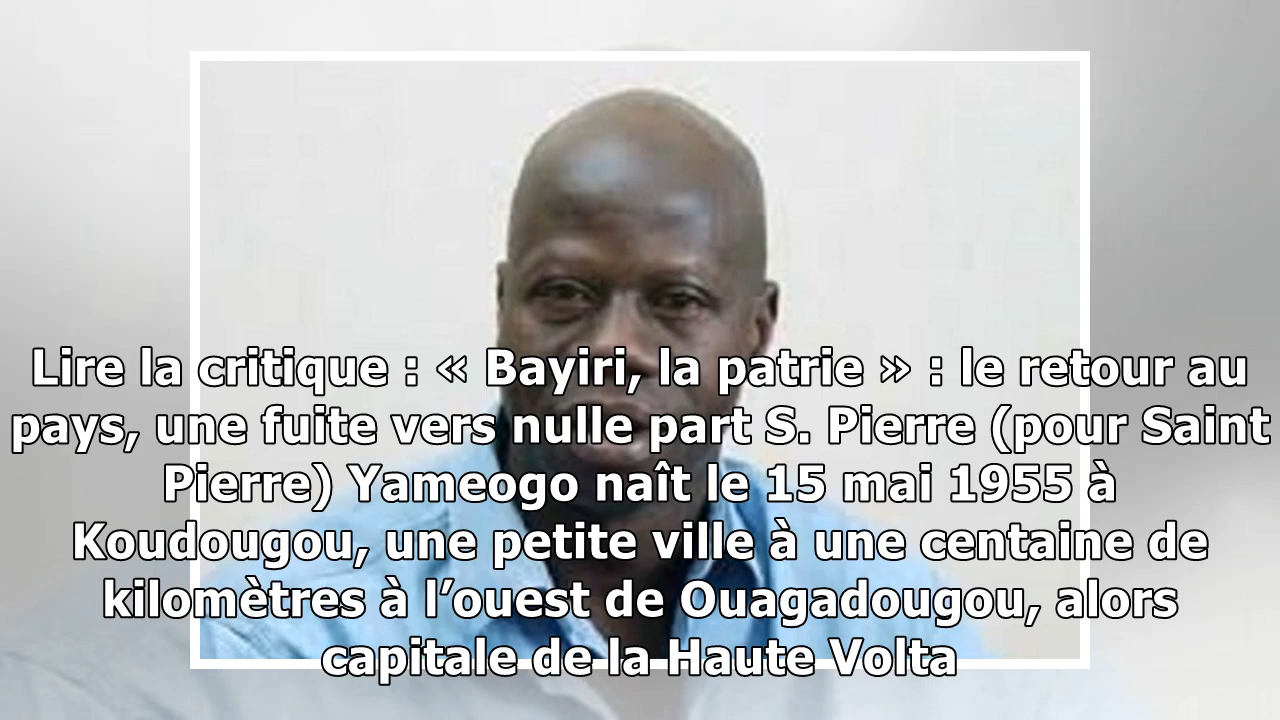 Lire la critique : « Bayiri, la patrie » : le retour au
pays, une fuite vers nulle part S. Pierre (pour Saint
Pierre) Yameogo naît le 15 mai 1955 à
Koudougou, une petite ville à une centaine de
kilomètres à l’ouest de Ouagadougou, alors
capitale de la Haute Volta